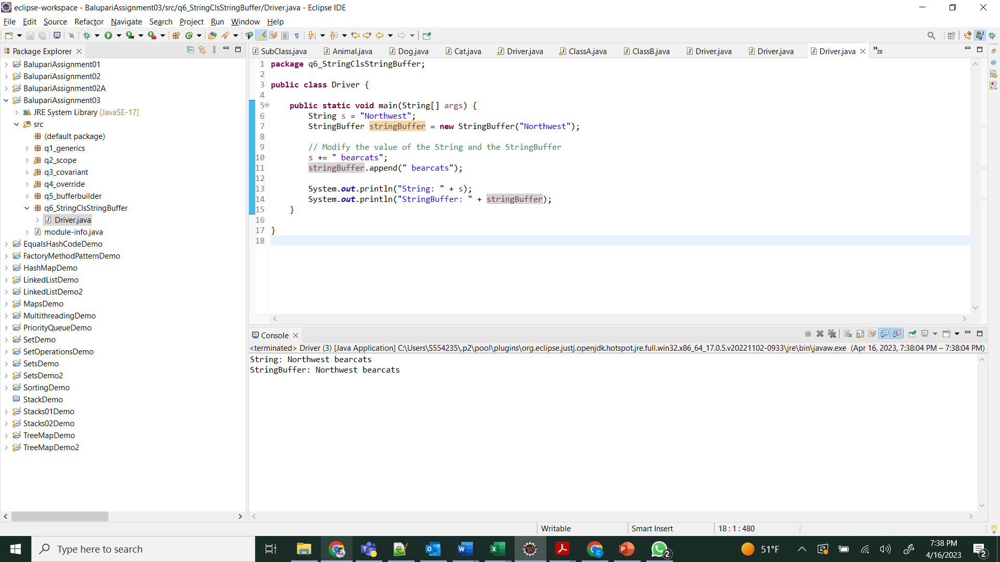 eclipse-workspace - BalupariAssignment03/src/q6_StringClsStringBuffer/Driver.java - Eclipse IDE
File Edit Source Refactor Navigate Search Project Run Window Help
Package Explorer
BalupariAssignment01
BalupariAssignment02
BalupariAssignment02A
BalupariAssignment03
JRE System Library [JavaSE-17]
src
(default package)
q1_generics
q2_scope
q3_covariant
q4_override
q5_bufferbuilder
q6_StringClsStringBuffer
Driver.java
module-info.java
EqualsHashCodeDemo
FactoryMethodPatternDemo
HashMapDemo
LinkedListDemo
LinkedListDemo2
MapsDemo
MultithreadingDemo
PriorityQueueDemo
SetDemo
SetOperationsDemo
SetsDemo
SetsDemo2
SortingDemo
StackDemo
Stacks01Demo
Stacks02Demo
TreeMapDemo
TreeMapDemo2
SubClass.java Animal.java Dog.java Cat.java Driver.java ClassA.java ClassB.java Driver.java Driver.java Driver.java »29
1 package q6_StringClsStringBuffer;
2
3 public class Driver {
4
5 public static void main(String[] args) {
6 String s = "Northwest";
7 StringBuffer stringBuffer = new StringBuffer("Northwest");
8
9 // Modify the value of the String and the StringBuffer
10 s += " bearcats";
11 stringBuffer.append(" bearcats");
12
13 System.out.println("String: " + s);
14 System.out.println("StringBuffer: " + stringBuffer);
15 }
16
17 }
18
Console
<terminated> Driver (3) [Java Application] C:\Users\S554235\.p2\pool\plugins\org.eclipse.justj.openjdk.hotspot.jre.full.win32.x86_64_17.0.5.v20221102-0933\jre\bin\javaw.exe (Apr 16, 2023, 7:38:04 PM – 7:38:04 PM)
String: Northwest bearcats
StringBuffer: Northwest bearcats
Writable Smart Insert 18 : 1 : 480
Type here to search
2
51°F
7:38 PM
4/16/2023
2